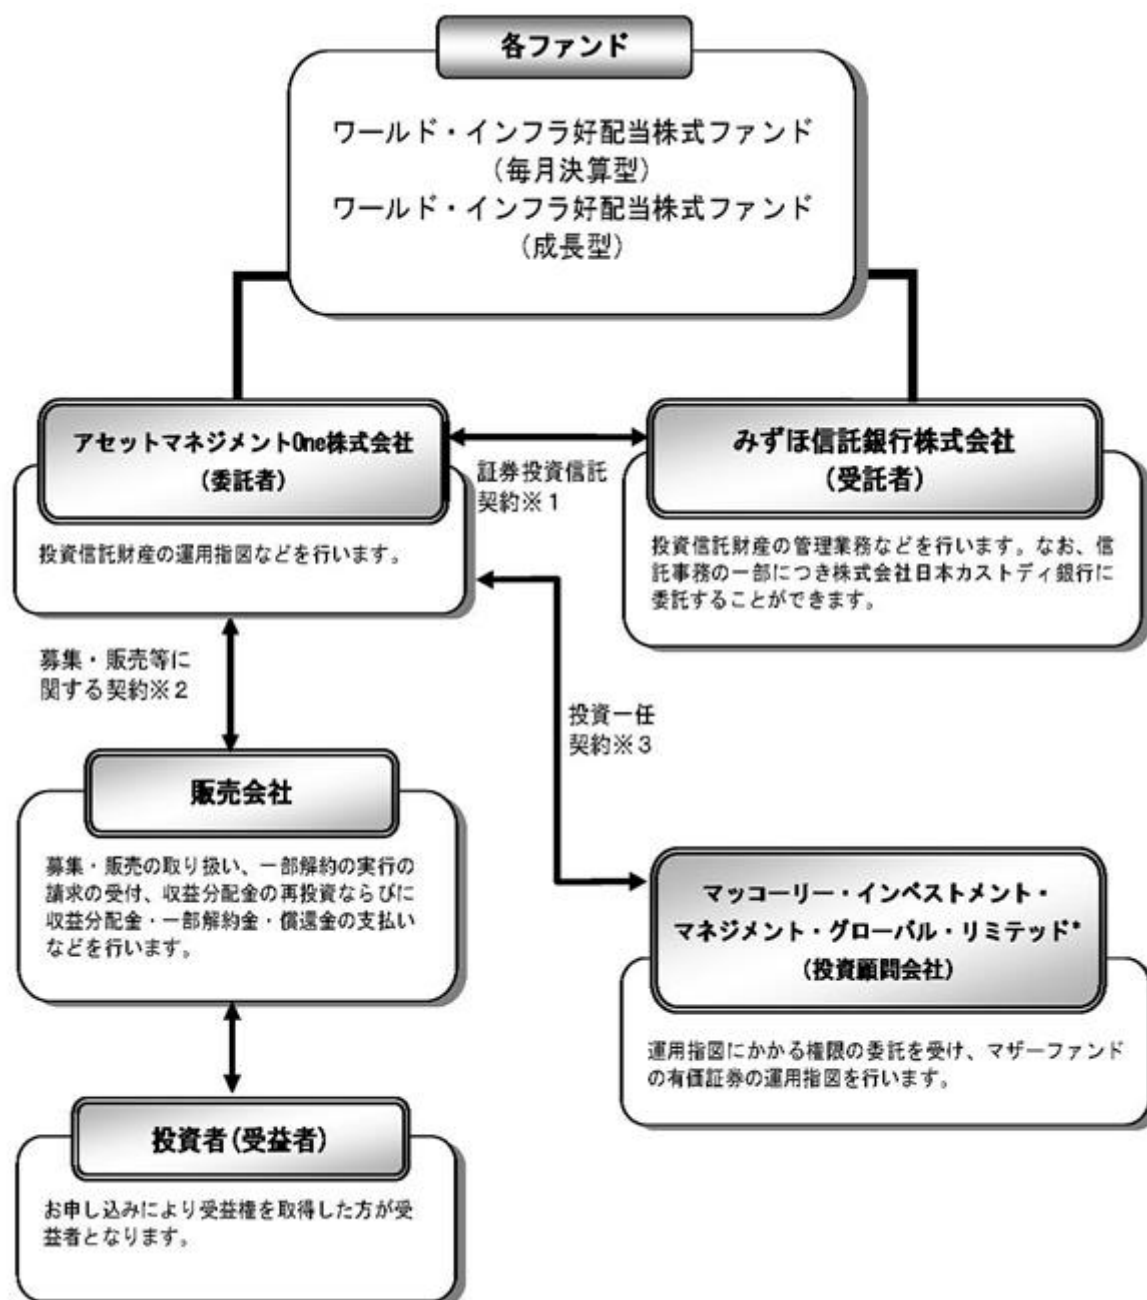 各ファンド
ワールド・インフラ好配当株式ファンド
(毎月決算型)
ワールド・インフラ好配当株式ファンド
(成長型)
アセットマネジメントOne株式会社
(委託者)
投資信託財産の運用指図などを行います。
証券投資信託
契約※1
みずほ信託銀行株式会社
(受託者)
投資信託財産の管理業務などを行います。なお、信
託事務の一部につき株式会社日本カストディ銀行に
委託することができます。
募集・販売等に
関する契約※2
投資一任
契約※3
販売会社
募集・販売の取り扱い、一部解約の実行の
請求の受付、収益分配金の再投資ならびに
収益分配金・一部解約金・償還金の支払い
などを行います。
マッコーリー・インベストメント・
マネジメント・グローバル・リミテッド*
(投資顧問会社)
運用指図にかかる権限の委託を受け、マザーファンド
の有価証券の運用指図を行います。
投資者(受益者)
お申し込みにより受益権を取得した方が受
益者となります。